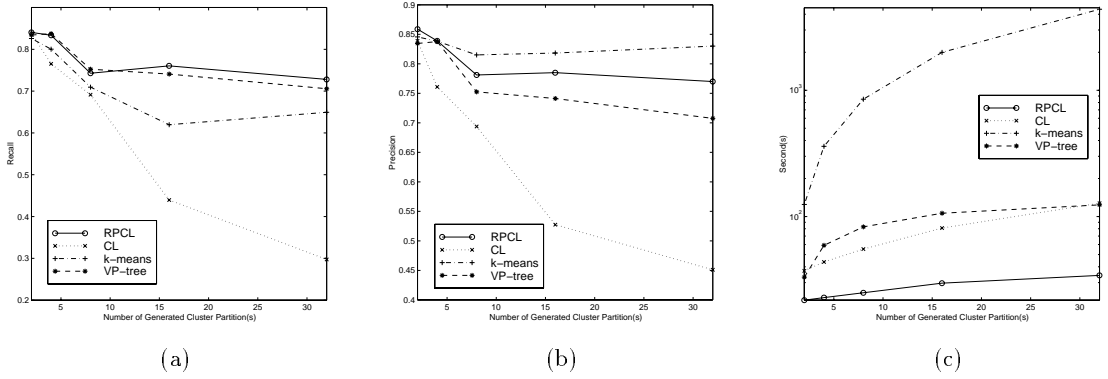 0.8
0.7
0.6
0.5
0.4
0.3
0.2
Recall
5 10 15 20 25 30
Number of Generated Cluster Partition(s)
RPCL
CL
k−means
VP−tree
(a)
0.9
0.85
0.8
0.75
0.7
0.65
0.6
0.55
0.5
0.45
0.4
Precision
5 10 15 20 25 30
Number of Generated Cluster Partition(s)
RPCL
CL
k−means
VP−tree
(b)
10^3
10^2
Second(s)
5 10 15 20 25 30
Number of Generated Cluster Partition(s)
RPCL
CL
k−means
VP−tree
(c)